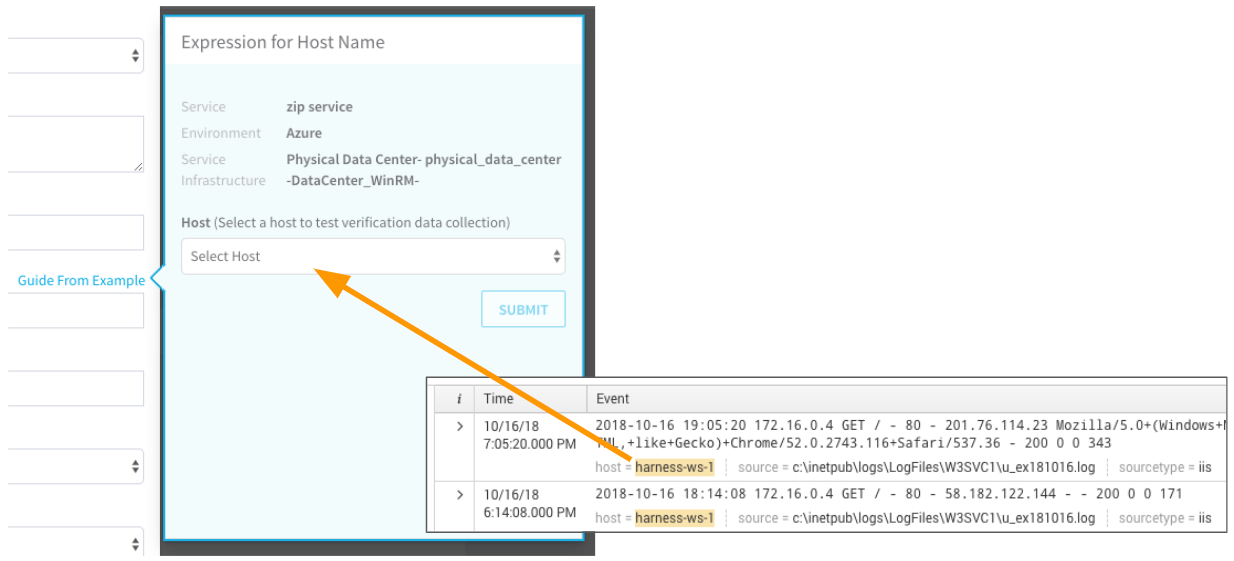 Expression for Host Name
Service zip service
Environment Azure
Service Physical Data Center- physical_data_center
Infrastructure -DataCenter_WinRM-
Host (Select a host to test verification data collection)
Select Host
Guide From Example
SUBMIT
i Time Event
10/16/18 2018-10-16 19:05:20 172.16.0.4 GET / - 80 - 201.76.114.23 Mozilla/5.0+(Windows+
7:05:20.000 PM TML,+like+Gecko)+Chrome/52.0.2743.116+Safari/537.36 - 200 0 0 343
host = harness-ws-1 source = c:\inetpub\logs\LogFiles\W3SVC1\u_ex181016.log sourcetype = iis
10/16/18 2018-10-16 18:14:08 172.16.0.4 GET / - 80 - 58.182.122.144 - - 200 0 0 171
6:14:08.000 PM host = harness-ws-1 source = c:\inetpub\logs\LogFiles\W3SVC1\u_ex181016.log sourcetype = iis